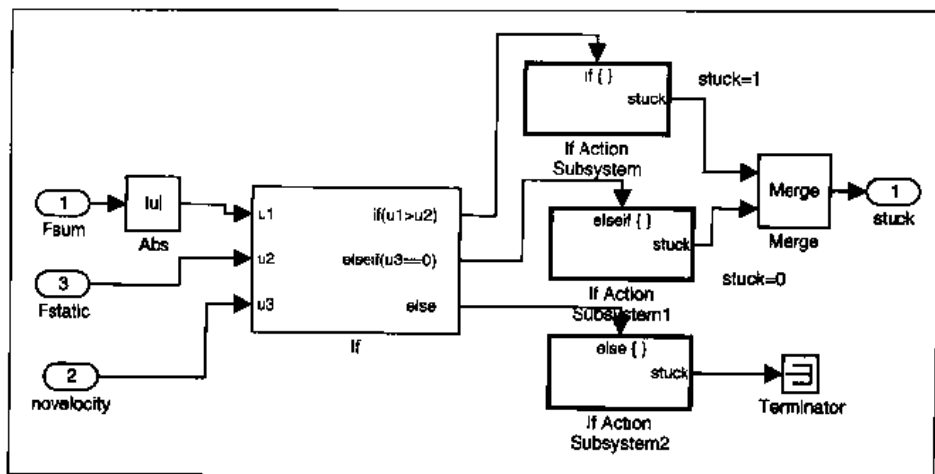 if { }
stuck
stuck=1
If Action
Subsystem
1
Fsum
|u|
Abs
3
Fstatic
2
novelocity
u1
u2
u3
if(u1>u2)
elseif(u3==0)
else
If
elseif { }
stuck
stuck=0
If Action
Subsystem1
else { }
stuck
If Action
Subsystem2
Merge
Merge
1
stuck
Terminator